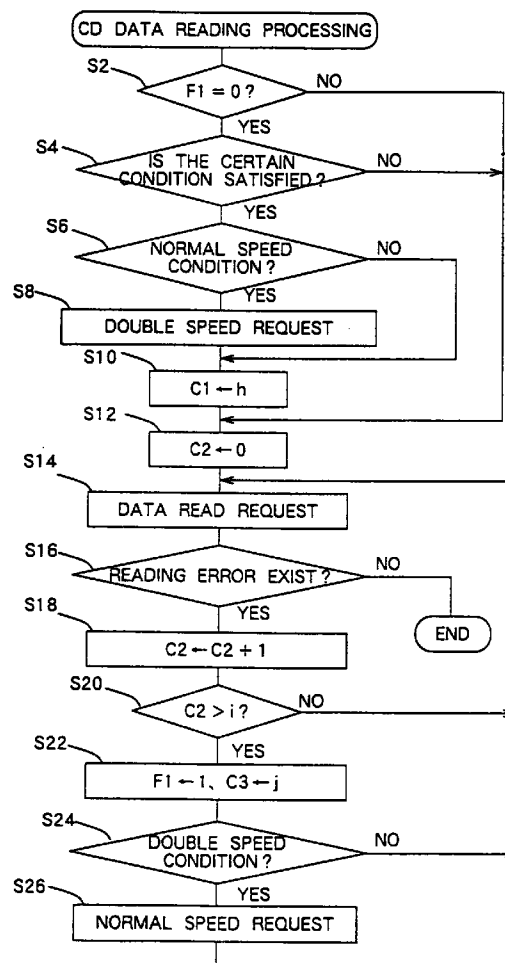 CD DATA READING PROCESSING
S2
F1 = 0 ?
NO
YES
S4
IS THE CERTAIN
CONDITION SATISFIED ?
NO
YES
S6
NORMAL SPEED
CONDITION ?
NO
YES
S8
DOUBLE SPEED REQUEST
S10
C1 ← h
S12
C2 ← 0
S14
DATA READ REQUEST
S16
READING ERROR EXIST ?
NO
YES
END
S18
C2 ← C2 + 1
S20
C2 > i ?
NO
YES
S22
F1 ← 1、C3 ← j
S24
DOUBLE SPEED
CONDITION ?
NO
YES
S26
NORMAL SPEED REQUEST